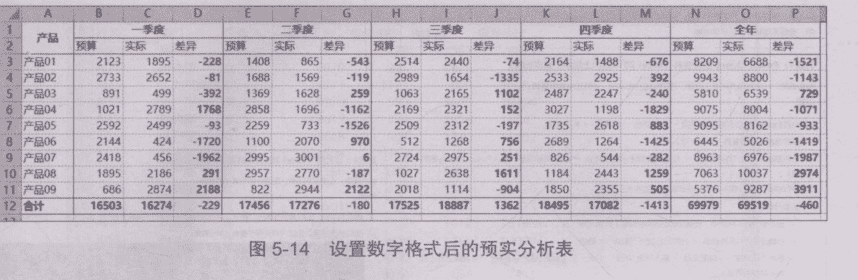 A B C D E F G H I J K L M N O P
1 产品 一季度 二季度 三季度 四季度 全年
2 预算 实际 差异 预算 实际 差异 预算 实际 差异 预算 实际 差异 预算 实际 差异
3 产品01 2123 1895 -228 1408 865 -543 2514 2440 -74 2164 1488 -676 8209 6688 -1521
4 产品02 2733 2652 -81 1688 1569 -119 2989 1654 -1335 2533 2925 392 9943 8800 -1143
5 产品03 891 499 -392 1369 1628 259 1063 2165 1102 2487 2247 -240 5810 6539 729
6 产品04 1021 2789 1768 2858 1696 -1162 2169 2321 152 3027 1198 -1829 9075 8004 -1071
7 产品05 2592 2499 -93 2259 733 -1526 2509 2312 -197 1735 2618 883 9095 8162 -933
8 产品06 2144 424 -1720 1100 2070 970 512 1268 756 2689 1264 -1425 6445 5026 -1419
9 产品07 2418 456 -1962 2995 3001 6 2724 2975 251 826 544 -282 8963 6976 -1987
10 产品08 1895 2186 291 2957 2770 -187 1027 2638 1611 1184 2443 1259 7063 10037 2974
11 产品09 686 2874 2188 822 2944 2122 2018 1114 -904 1850 2355 505 5376 9287 3911
12 合计 16503 16274 -229 17456 17276 -180 17525 18887 1362 18495 17082 -1413 69979 69519 -460
图 5-14 设置数字格式后的预实分析表